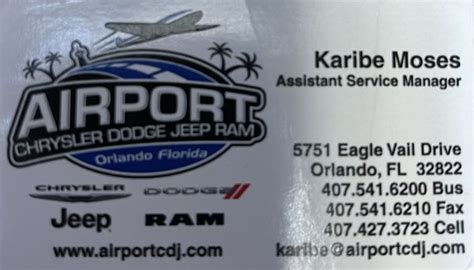 AIRPORT
CHRYSLER DODGE JEEP RAM
Orlando Florida
CHRYSLER
DODGE
Jeep
RAM
www.airportcdj.com
Karibe Moses
Assistant Service Manager
5751 Eagle Vail Drive
Orlando, FL 32822
407.541.6200 Bus
407.541.6210 Fax
407.427.3723 Cell
karibe@airportcdj.com